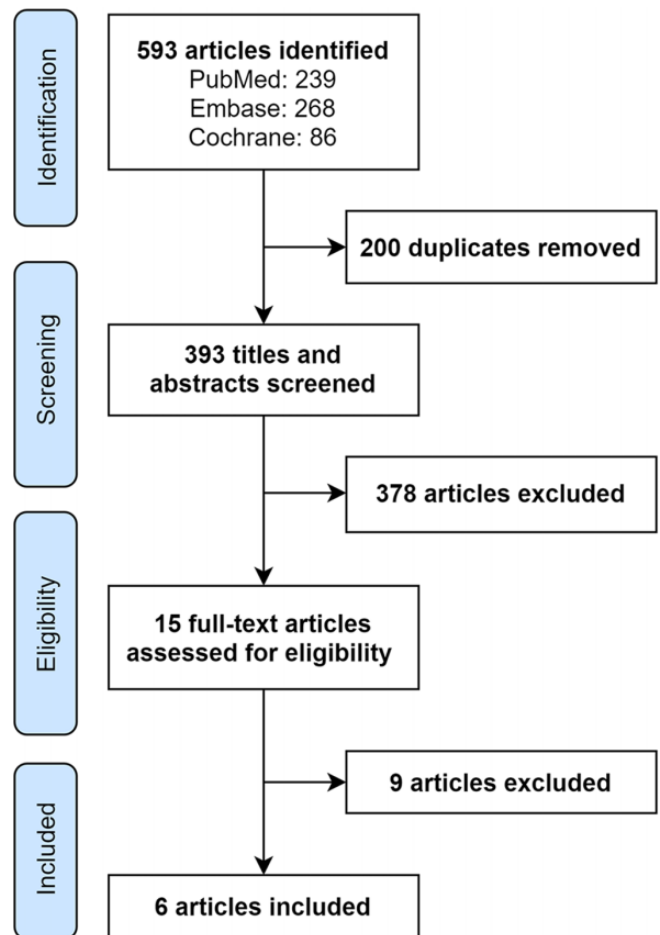 Identification
593 articles identified
PubMed: 239
Embase: 268
Cochrane: 86
200 duplicates removed
Screening
393 titles and
abstracts screened
378 articles excluded
Eligibility
15 full-text articles
assessed for eligibility
9 articles excluded
Included
6 articles included